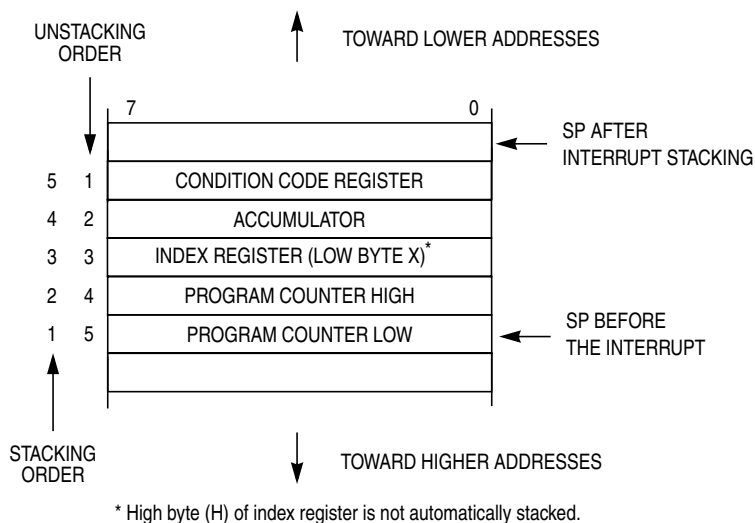 UNSTACKING
ORDER
TOWARD LOWER ADDRESSES
7 0
SP AFTER
INTERRUPT STACKING
5 1 CONDITION CODE REGISTER
4 2 ACCUMULATOR
3 3 INDEX REGISTER (LOW BYTE X)*
2 4 PROGRAM COUNTER HIGH
1 5 PROGRAM COUNTER LOW
SP BEFORE
THE INTERRUPT
STACKING
ORDER
TOWARD HIGHER ADDRESSES
* High byte (H) of index register is not automatically stacked.